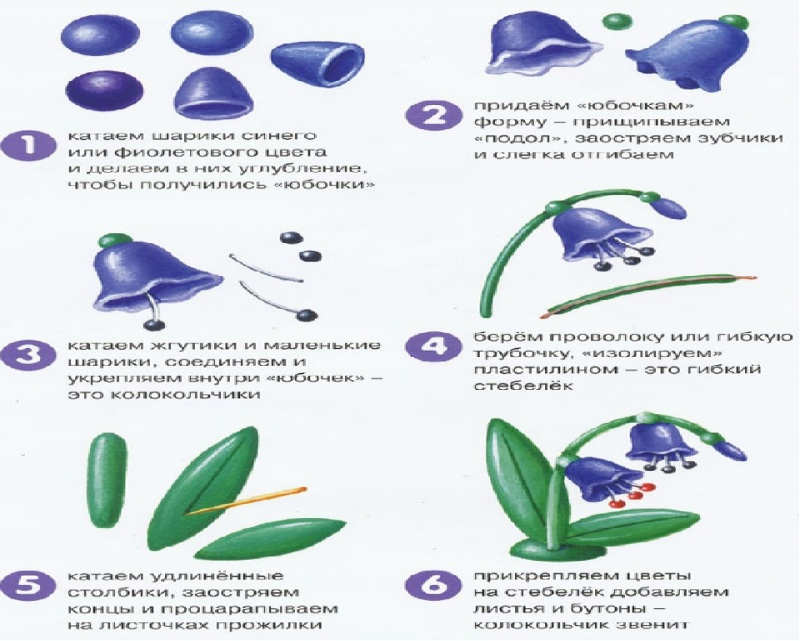 1
катаем шарики синего
или фиолетового цвета
и делаем в них углубление,
чтобы получились «юбочки»
2
придаём «юбочкам»
форму – прищипываем
«подол», заостряем зубчики
и слегка отгибаем
3
катаем жгутики и маленькие
шарики, соединяем и
укрепляем внутри «юбочек» –
это колокольчики
4
берём проволоку или гибкую
трубочку, «изолируем»
пластилином – это гибкий
стебелёк
5
катаем удлинённые
столбики, заостряем
концы и процарапываем
на листочках прожилки
6
прикрепляем цветы
на стебелёк добавляем
листья и бутоны –
колокольчик звенит